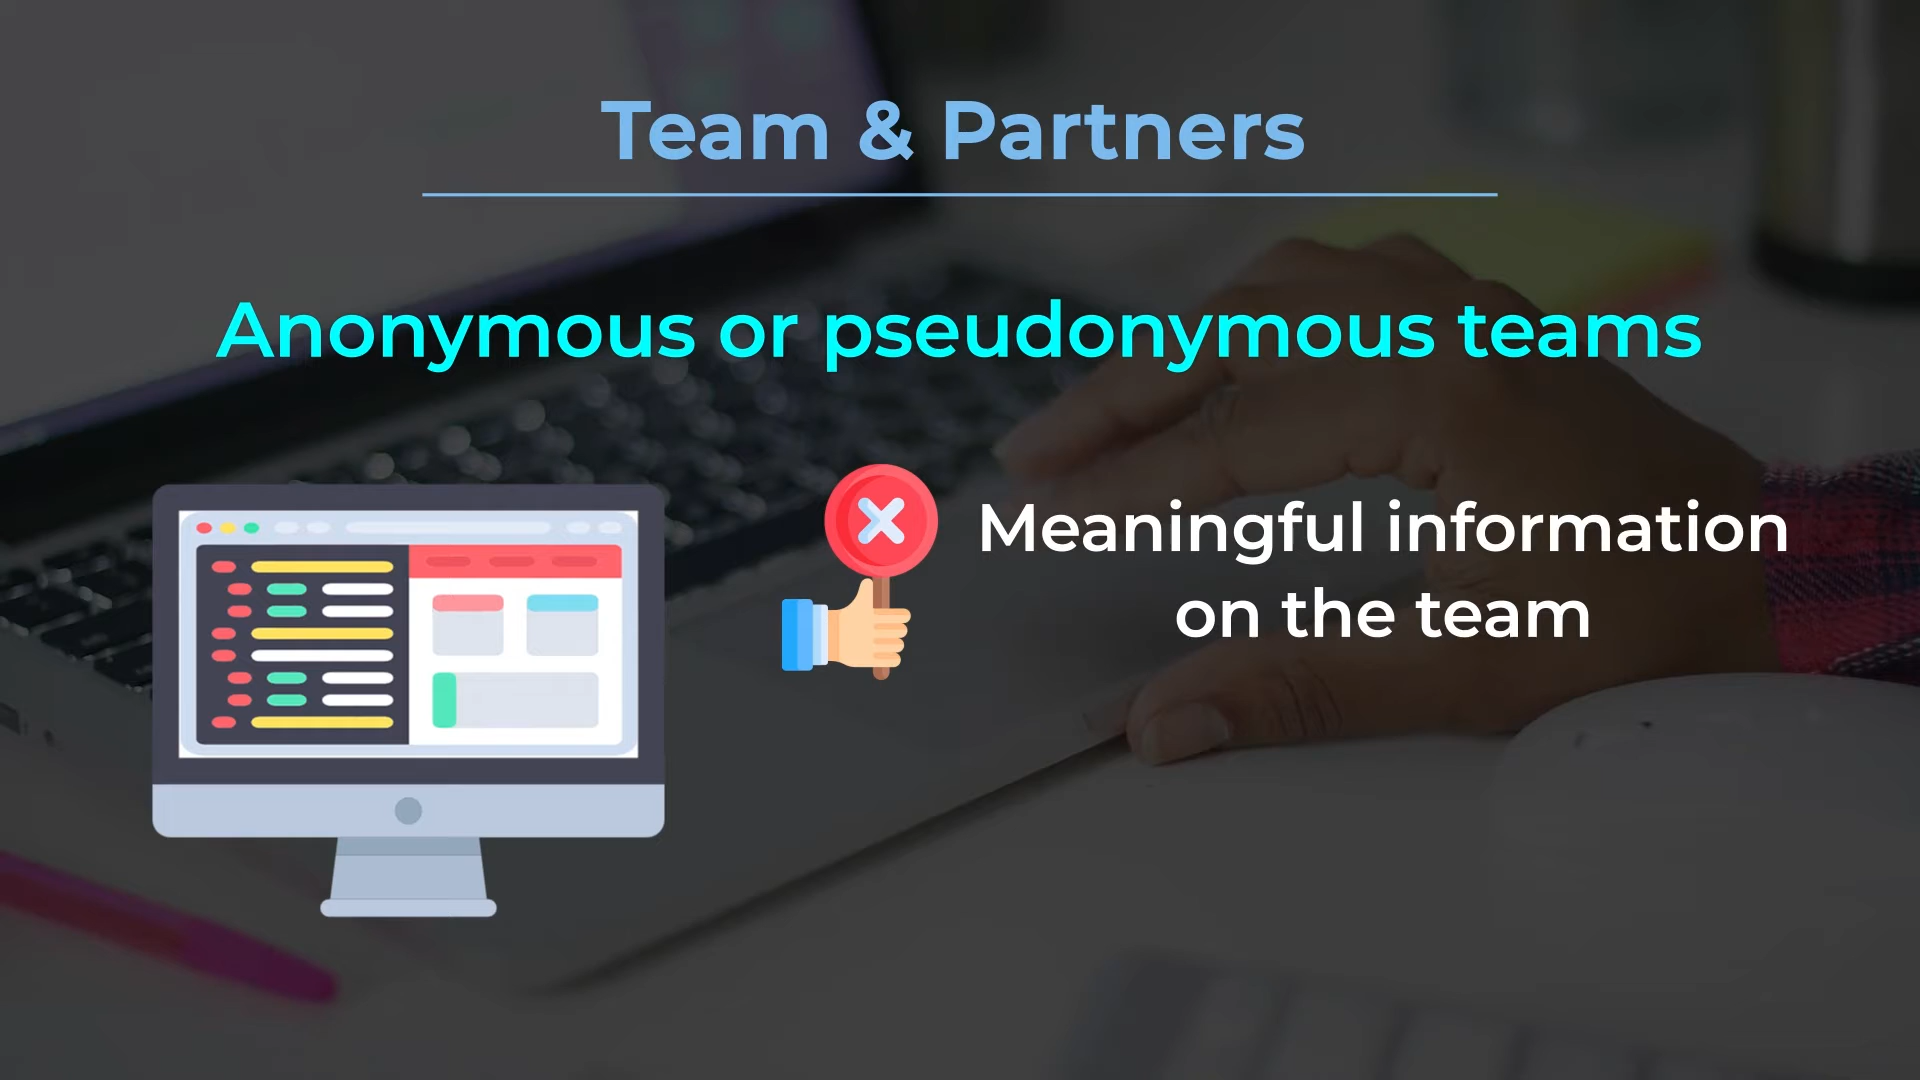 Team & Partners
Anonymous or pseudonymous teams
Meaningful information
on the team